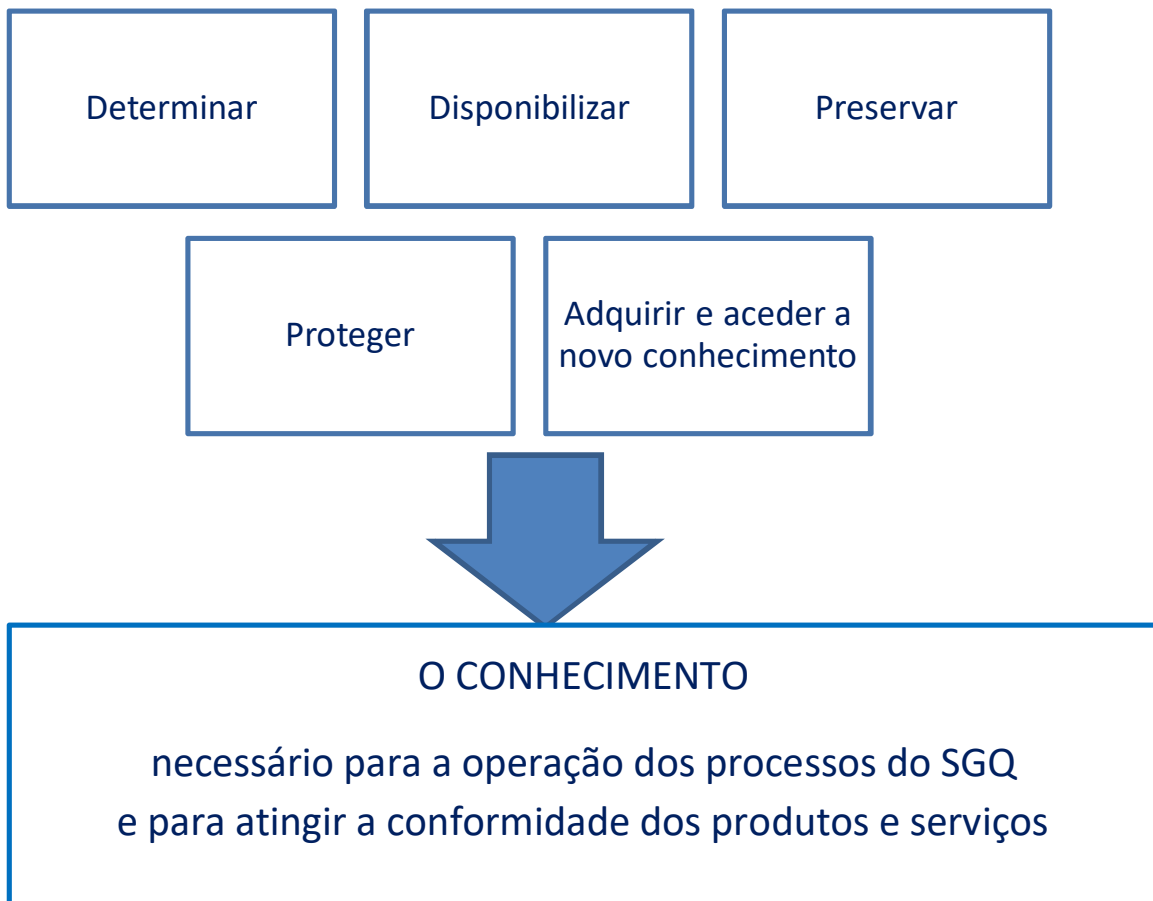 Determinar
Disponibilizar
Preservar
Proteger
Adquirir e aceder a
novo conhecimento
O CONHECIMENTO
necessário para a operação dos processos do SGQ
e para atingir a conformidade dos produtos e serviços